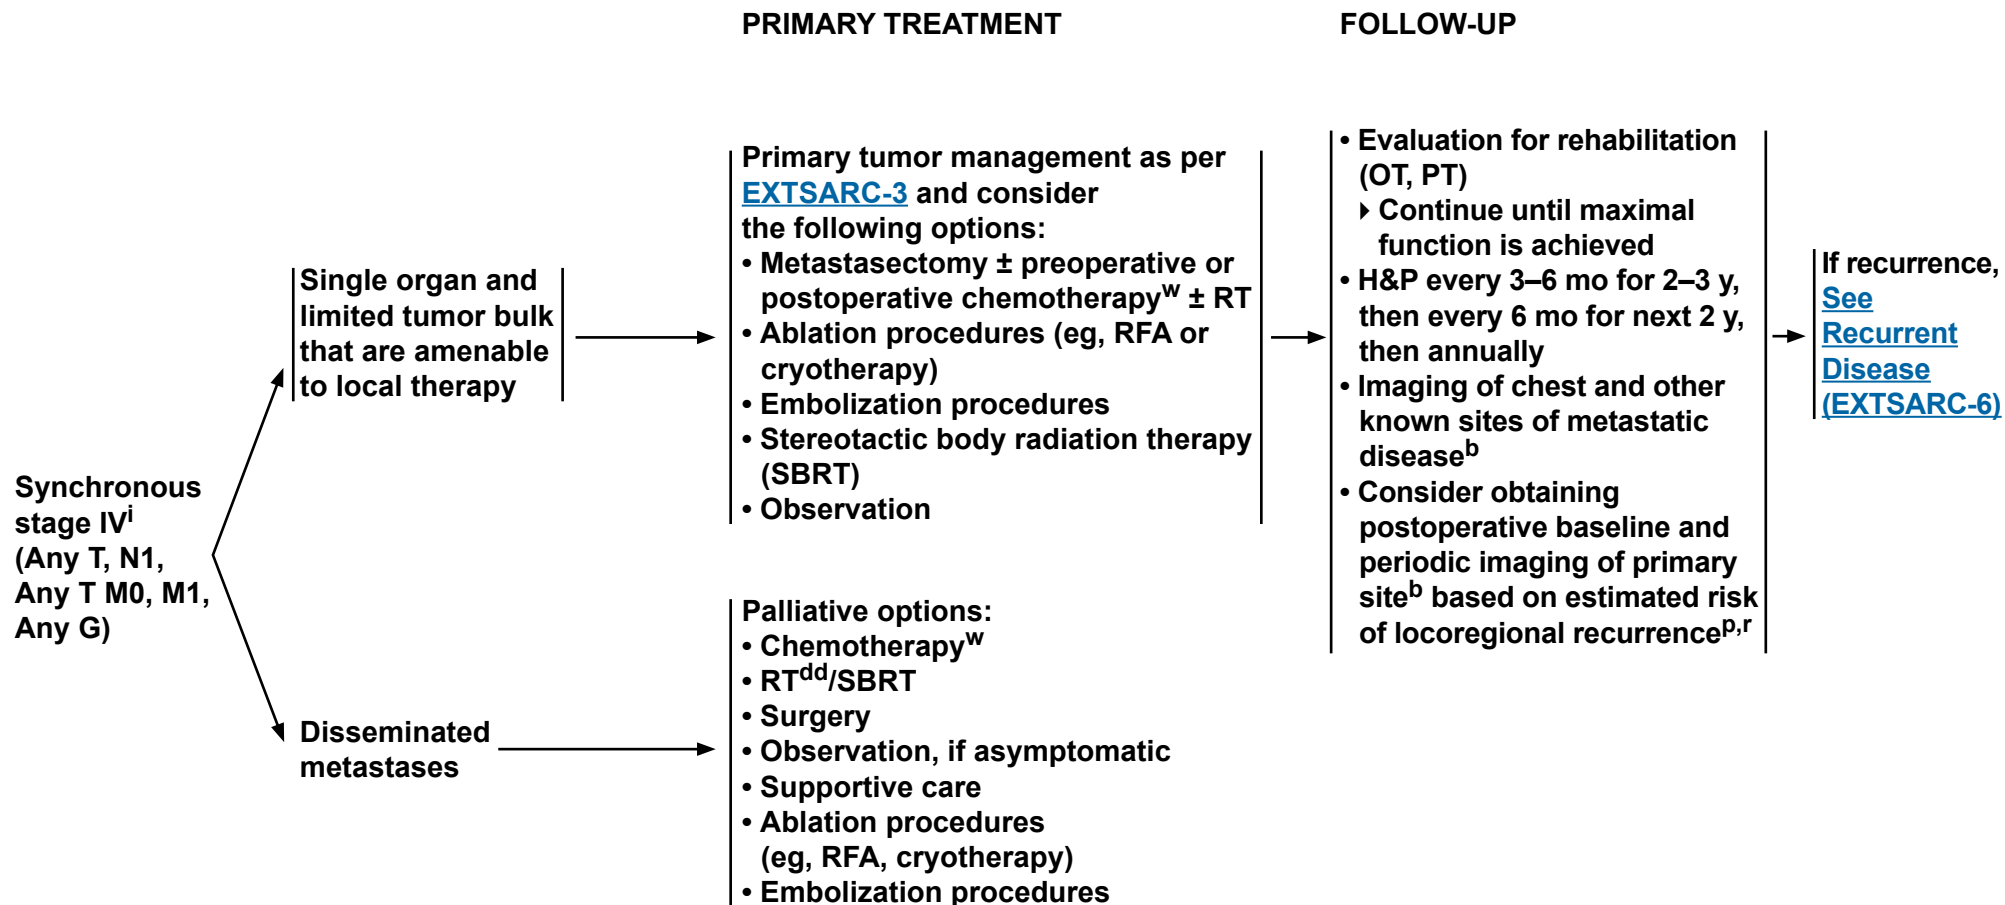 PRIMARY TREATMENT
FOLLOW-UP
Synchronous
stage IVⁱ
(Any T, N1,
Any T M0, M1,
Any G)
Single organ and
limited tumor bulk
that are amenable
to local therapy
Primary tumor management as per
EXTSARC-3 and consider
the following options:
• Metastasectomy ± preoperative or
postoperative chemotherapyʷ ± RT
• Ablation procedures (eg, RFA or
cryotherapy)
• Embolization procedures
• Stereotactic body radiation therapy
(SBRT)
• Observation
• Evaluation for rehabilitation
(OT, PT)
▸ Continue until maximal
function is achieved
• H&P every 3–6 mo for 2–3 y,
then every 6 mo for next 2 y,
then annually
• Imaging of chest and other
known sites of metastatic
diseaseᵇ
• Consider obtaining
postoperative baseline and
periodic imaging of primary
siteᵇ based on estimated risk
of locoregional recurrenceᵖ,ʳ
If recurrence,
See
Recurrent
Disease
(EXTSARC-6)
Disseminated
metastases
Palliative options:
• Chemotherapyʷ
• RTᵈᵈ/SBRT
• Surgery
• Observation, if asymptomatic
• Supportive care
• Ablation procedures
(eg, RFA, cryotherapy)
• Embolization procedures